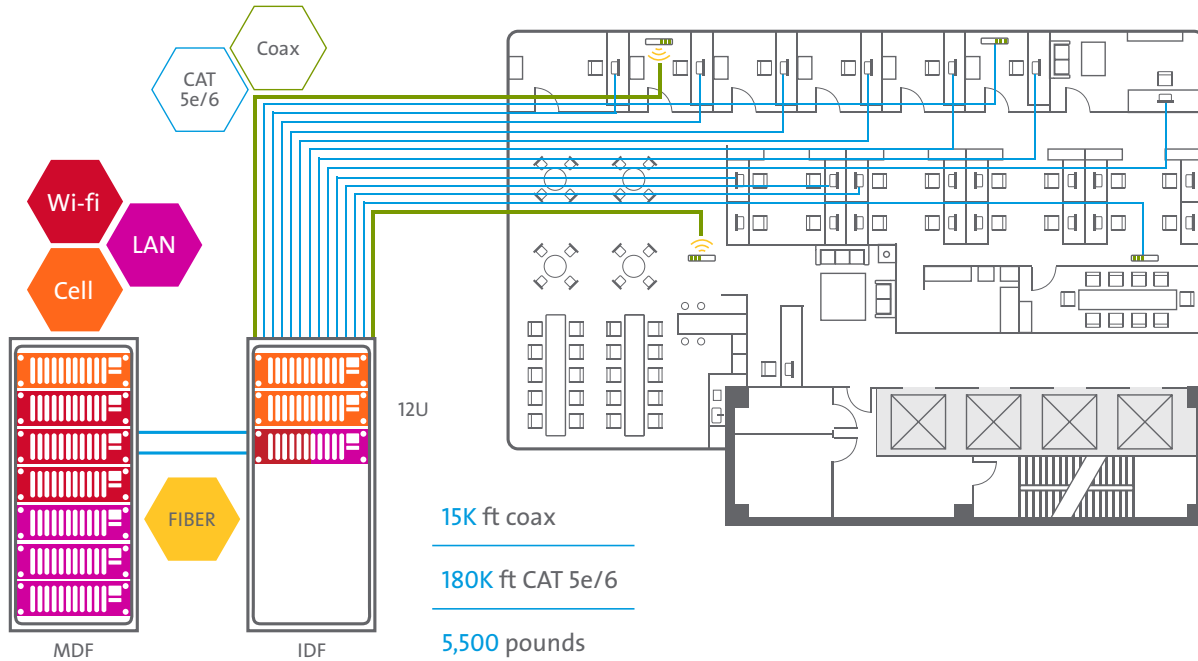 Coax
CAT
5e/6
Wi-fi
LAN
Cell
12U
FIBER
15K ft coax
180K ft CAT 5e/6
5,500 pounds
MDF
IDF